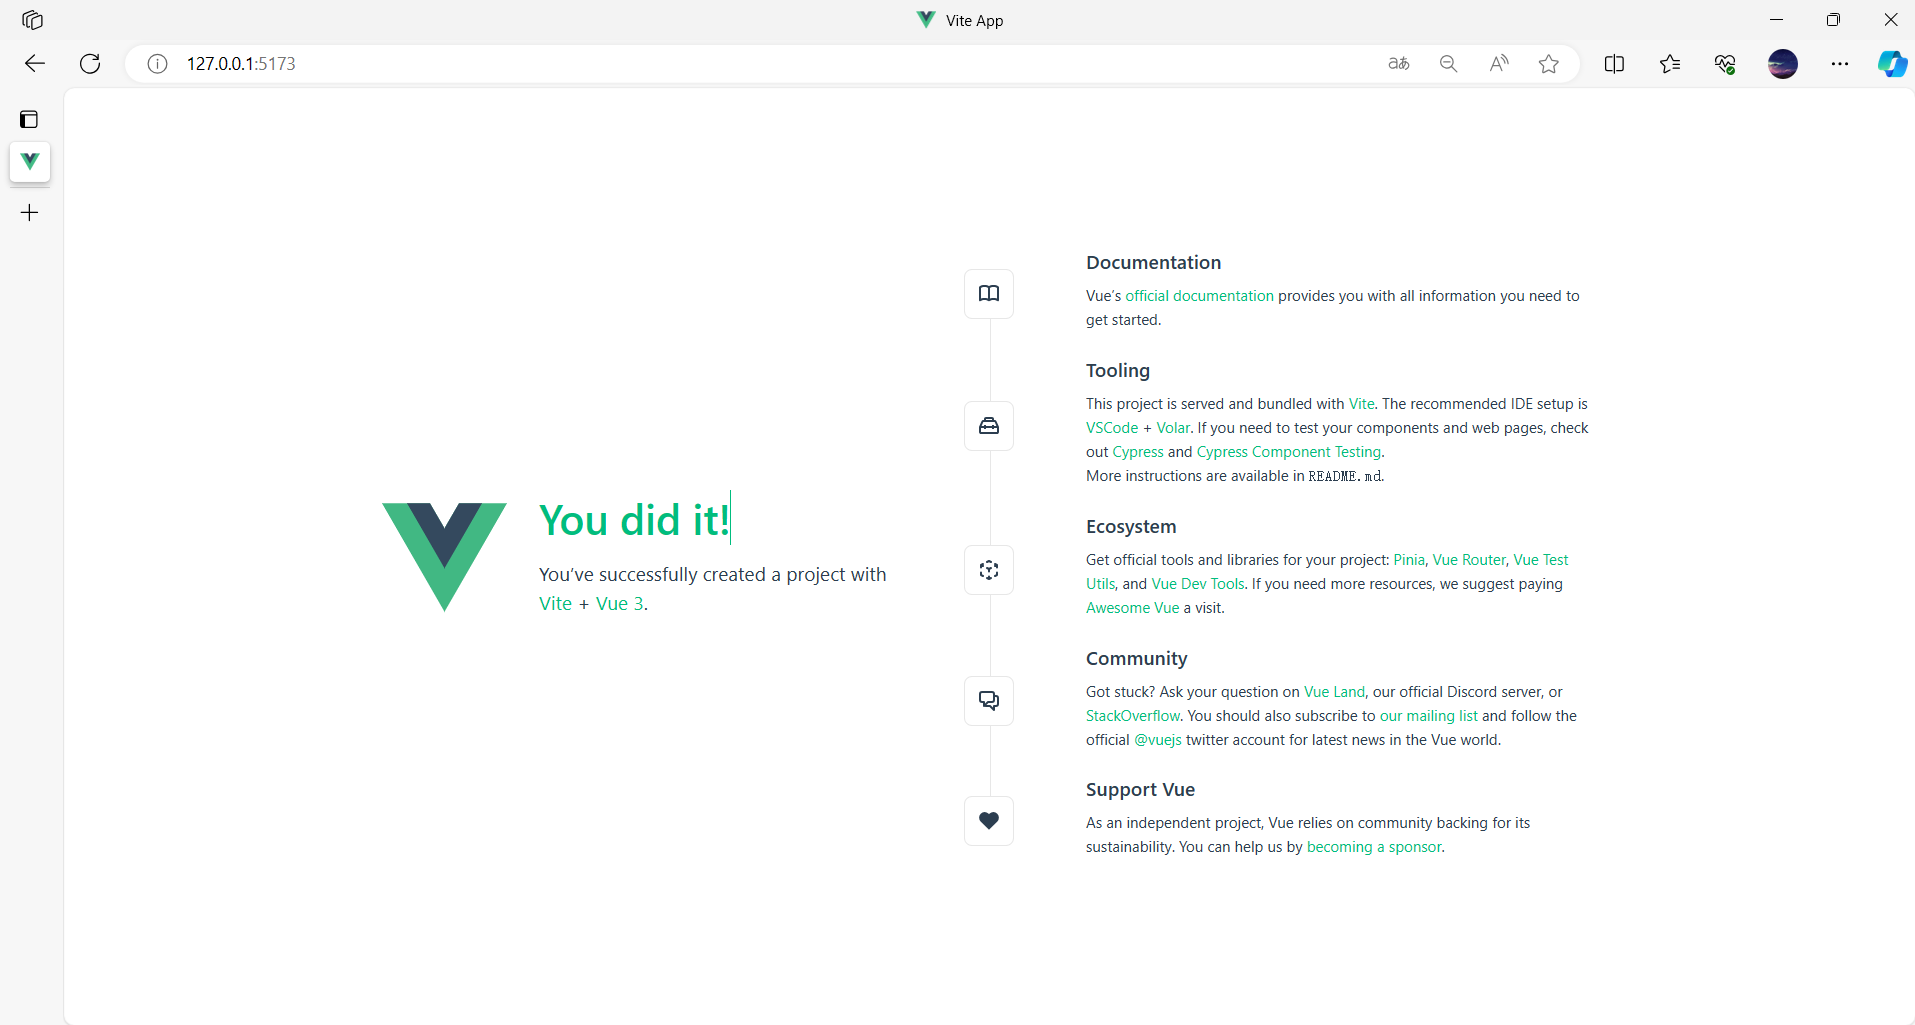 Vite App
127.0.0.1:5173
You did it!
You've successfully created a project with
Vite + Vue 3.
Documentation
Vue's official documentation provides you with all information you need to
get started.
Tooling
This project is served and bundled with Vite. The recommended IDE setup is
VSCode + Volar. If you need to test your components and web pages, check
out Cypress and Cypress Component Testing.
More instructions are available in README.md.
Ecosystem
Get official tools and libraries for your project: Pinia, Vue Router, Vue Test
Utils, and Vue Dev Tools. If you need more resources, we suggest paying
Awesome Vue a visit.
Community
Got stuck? Ask your question on Vue Land, our official Discord server, or
StackOverflow. You should also subscribe to our mailing list and follow the
official @vuejs twitter account for latest news in the Vue world.
Support Vue
As an independent project, Vue relies on community backing for its
sustainability. You can help us by becoming a sponsor.